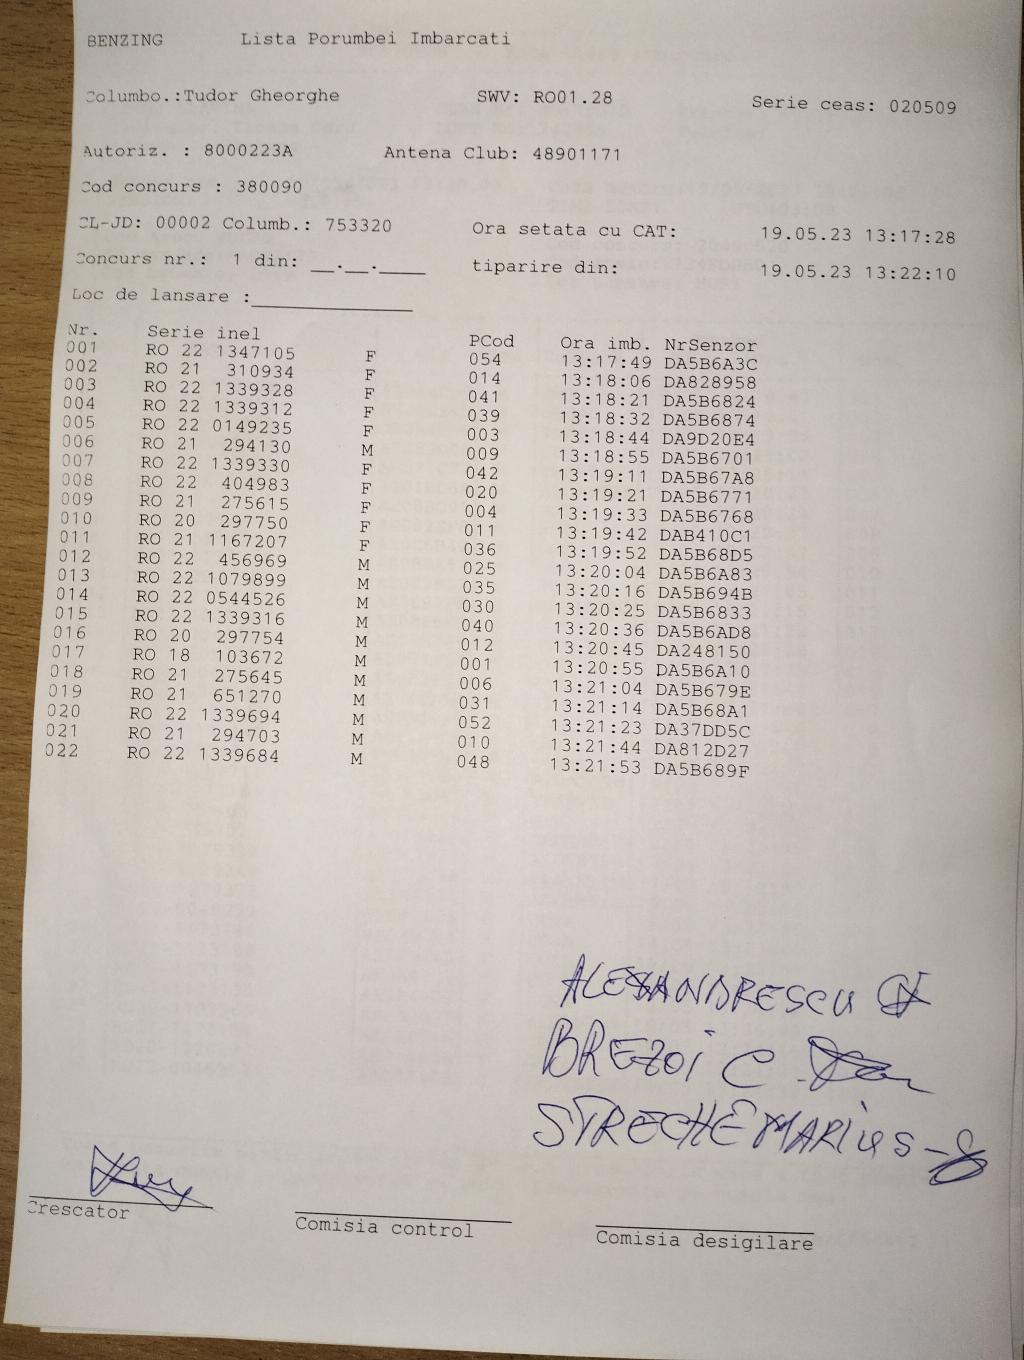 BENZING Lista Porumbei Imbarcati
Columbo.:Tudor Gheorghe SWV: RO01.28 Serie ceas: 020509
Autoriz. : 8000223A Antena Club: 48901171
Cod concurs : 380090
CL-JD: 00002 Columb.: 753320 Ora setata cu CAT: 19.05.23 13:17:28
Concurs nr.: 1 din: __.__.____ tiparire din: 19.05.23 13:22:10
Loc de lansare :____________
Nr. Serie inel PCod Ora imb. NrSenzor
001 RO 22 1347105 F 054 13:17:49 DA5B6A3C
002 RO 21 310934 F 014 13:18:06 DA828958
003 RO 22 1339328 F 041 13:18:21 DA5B6824
004 RO 22 1339312 F 039 13:18:32 DA5B6874
005 RO 22 0149235 F 003 13:18:44 DA9D20E4
006 RO 21 294130 M 009 13:18:55 DA5B6701
007 RO 22 1339330 F 042 13:19:11 DA5B67A8
008 RO 22 404983 F 020 13:19:21 DA5B6771
009 RO 21 275615 F 004 13:19:33 DA5B6768
010 RO 20 297750 F 011 13:19:42 DAB410C1
011 RO 21 1167207 F 036 13:19:52 DA5B68D5
012 RO 22 456969 M 025 13:20:04 DA5B6A83
013 RO 22 1079899 M 035 13:20:16 DA5B694B
014 RO 22 0544526 M 030 13:20:25 DA5B6833
015 RO 22 1339316 M 040 13:20:36 DA5B6AD8
016 RO 20 297754 M 012 13:20:45 DA248150
017 RO 18 103672 M 001 13:20:55 DA5B6A10
018 RO 21 275645 M 006 13:21:04 DA5B679E
019 RO 21 651270 M 031 13:21:14 DA5B68A1
020 RO 22 1339694 M 052 13:21:23 DA37DD5C
021 RO 21 294703 M 010 13:21:44 DA812D27
022 RO 22 1339684 M 048 13:21:53 DA5B689F
ALEXANDRESCU
BREZOI C
STRECHE MARIUS -
Crescator Comisia control Comisia desigilare